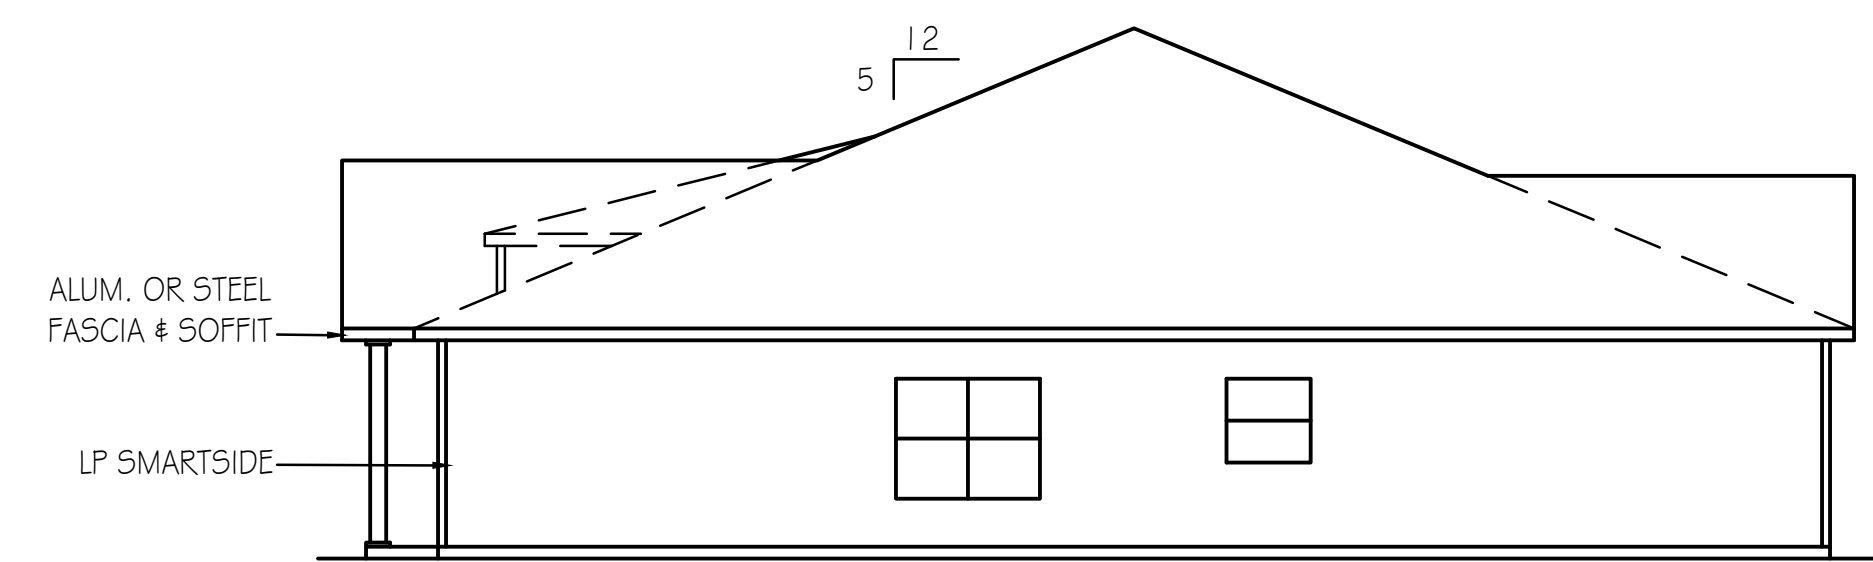 12
5
ALUM. OR STEEL
FASCIA & SOFFIT
LP SMARTSIDE